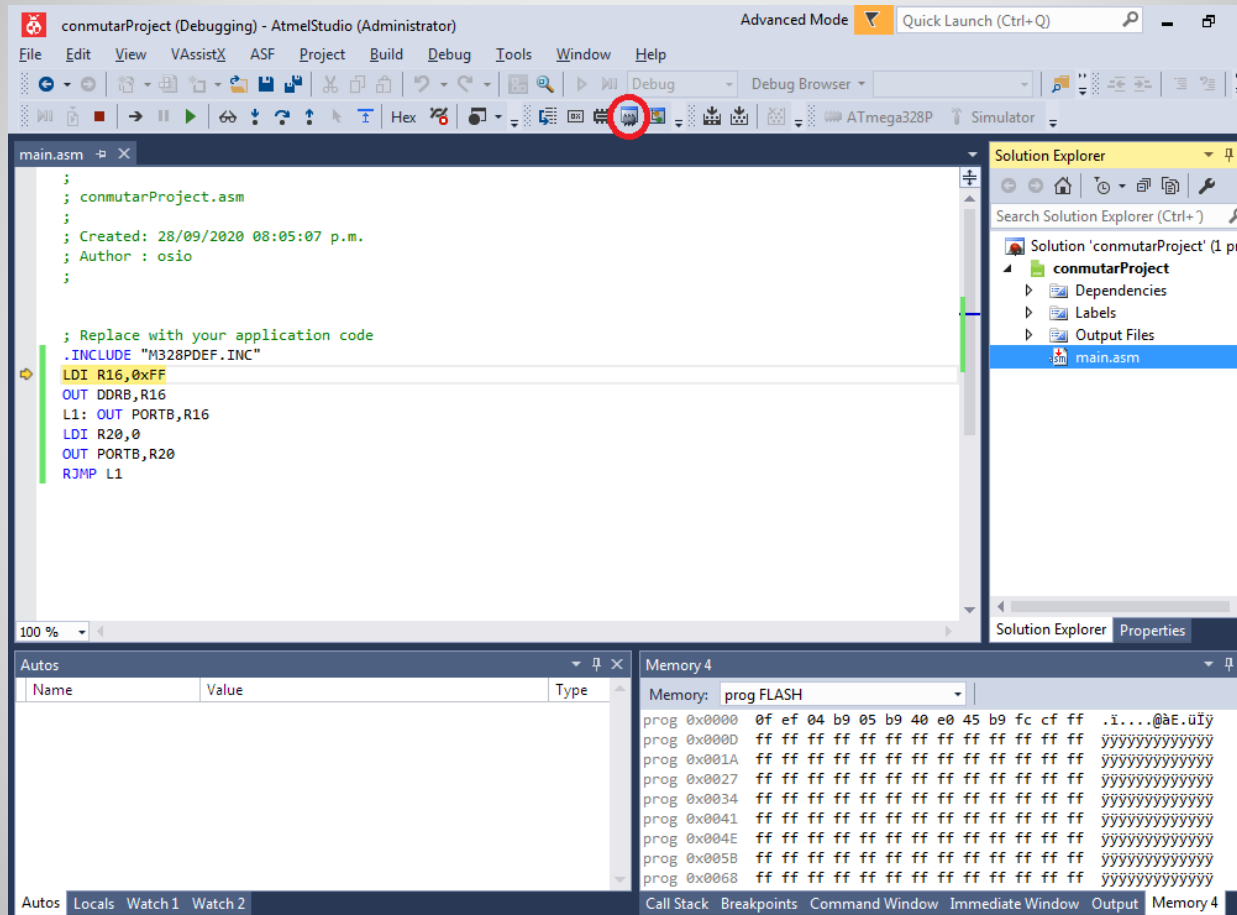 conmutarProject (Debugging) - AtmelStudio (Administrator)
Advanced Mode
Quick Launch (Ctrl+Q)
File Edit View VAssistX ASF Project Build Debug Tools Window Help
Debug
Debug Browser
Hex
ATmega328P
Simulator
main.asm
;
; conmutarProject.asm
;
; Created: 28/09/2020 08:05:07 p.m.
; Author : osio
;
; Replace with your application code
.INCLUDE "M328PDEF.INC"
LDI R16,0xFF
OUT DDRB,R16
L1: OUT PORTB,R16
LDI R20,0
OUT PORTB,R20
RJMP L1
100 %
Solution Explorer
Search Solution Explorer (Ctrl+´)
Solution 'conmutarProject' (1 pr
conmutarProject
Dependencies
Labels
Output Files
main.asm
Solution Explorer Properties
Autos
Name Value Type
Autos Locals Watch 1 Watch 2
Memory 4
Memory: prog FLASH
prog 0x0000 0f ef 04 b9 05 b9 40 e0 45 b9 fc cf ff .ï....@àE.üÏÿ
prog 0x000D ff ff ff ff ff ff ff ff ff ff ff ff ff ÿÿÿÿÿÿÿÿÿÿÿÿÿ
prog 0x001A ff ff ff ff ff ff ff ff ff ff ff ff ff ÿÿÿÿÿÿÿÿÿÿÿÿÿ
prog 0x0027 ff ff ff ff ff ff ff ff ff ff ff ff ff ÿÿÿÿÿÿÿÿÿÿÿÿÿ
prog 0x0034 ff ff ff ff ff ff ff ff ff ff ff ff ff ÿÿÿÿÿÿÿÿÿÿÿÿÿ
prog 0x0041 ff ff ff ff ff ff ff ff ff ff ff ff ff ÿÿÿÿÿÿÿÿÿÿÿÿÿ
prog 0x004E ff ff ff ff ff ff ff ff ff ff ff ff ff ÿÿÿÿÿÿÿÿÿÿÿÿÿ
prog 0x005B ff ff ff ff ff ff ff ff ff ff ff ff ff ÿÿÿÿÿÿÿÿÿÿÿÿÿ
prog 0x0068 ff ff ff ff ff ff ff ff ff ff ff ff ff ÿÿÿÿÿÿÿÿÿÿÿÿÿ
Call Stack Breakpoints Command Window Immediate Window Output Memory 4